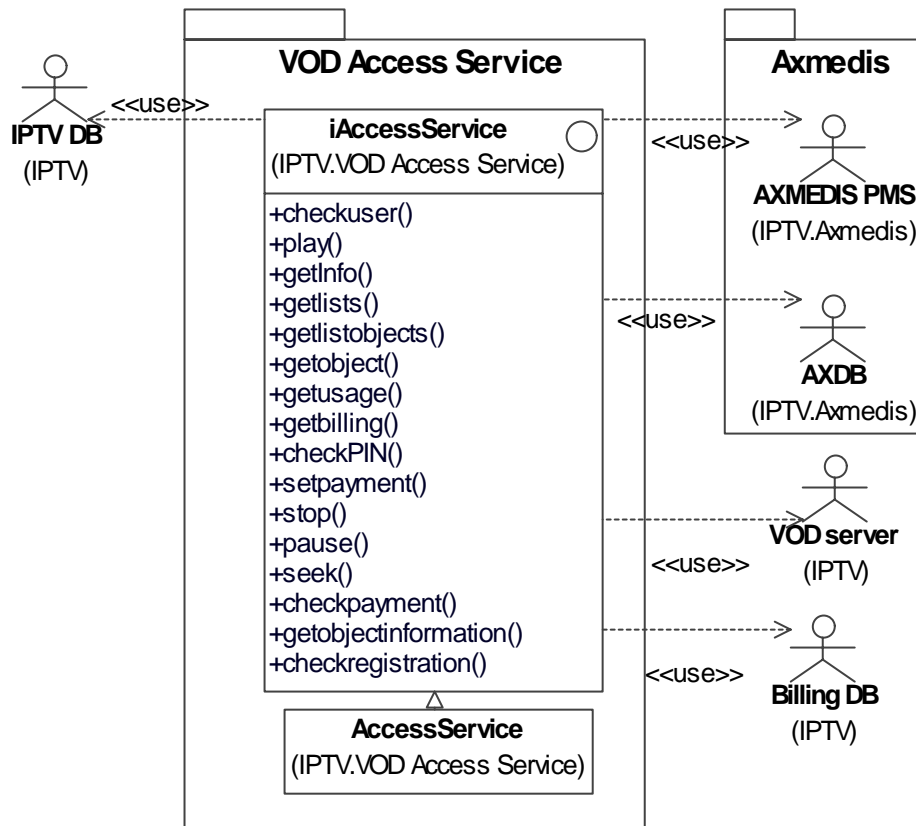 VOD Access Service
Axmedis
<<use>>
IPTV DB
(IPTV)
iAccessService
(IPTV.VOD Access Service)
+checkuser()
+play()
+getInfo()
+getlists()
+getlistobjects()
+getobject()
+getusage()
+getbilling()
+checkPIN()
+setpayment()
+stop()
+pause()
+seek()
+checkpayment()
+getobjectinformation()
+checkregistration()
AccessService
(IPTV.VOD Access Service)
<<use>>
AXMEDIS PMS
(IPTV.Axmedis)
<<use>>
AXDB
(IPTV.Axmedis)
<<use>>
VOD server
(IPTV)
<<use>>
Billing DB
(IPTV)